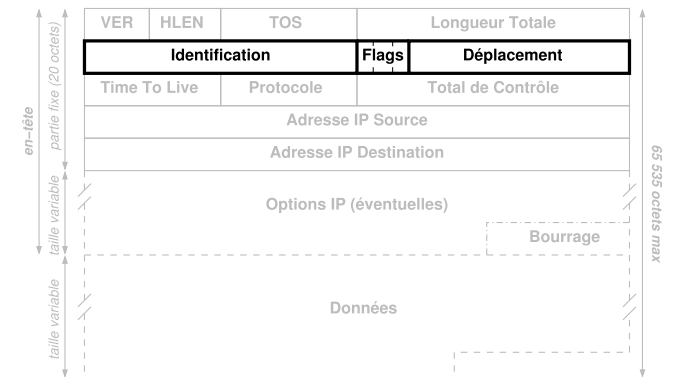 VER HLEN TOS Longueur Totale
Identification Flags Déplacement
Time To Live Protocole Total de Contrôle
Adresse IP Source
Adresse IP Destination
Options IP (éventuelles)
Bourrage
Données
en−tête
partie fixe (20 octets)
taille variable
taille variable
65 535 octets max